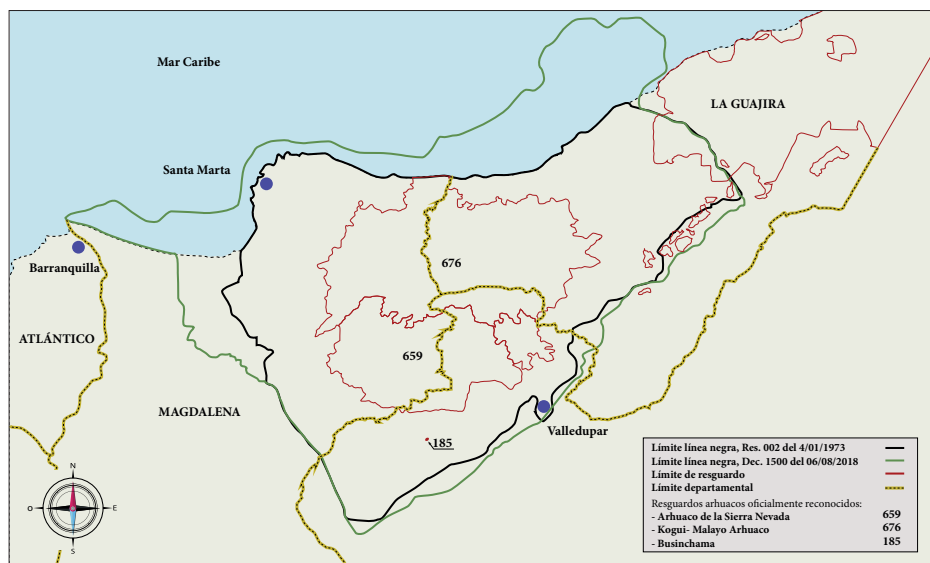 Mar Caribe
LA GUAJIRA
Santa Marta
676
Barranquilla
ATLÁNTICO
659
MAGDALENA
Valledupar
185
N
O
E
S
Límite línea negra, Res. 002 del 4/01/1973
Límite línea negra, Dec. 1500 del 06/08/2018
Límite de resguardo
Límite departamental
Resguardos arhuacos oficialmente reconocidos:
- Arhuaco de la Sierra Nevada 659
- Kogui- Malayo Arhuaco 676
- Businchama 185